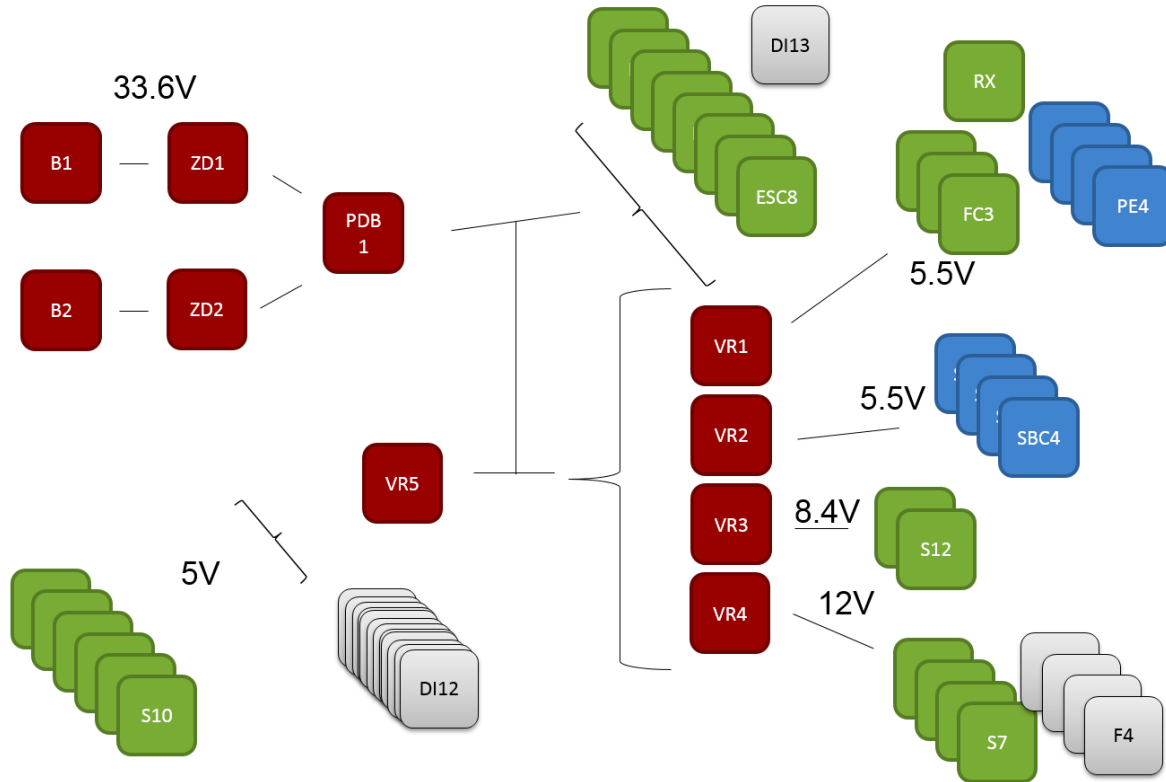 33.6V
B1
ZD1
B2
ZD2
PDB
1
ESC8
DI13
RX
FC3
PE4
5.5V
VR1
VR2
5.5V
SBC4
VR3
8.4V
S12
VR4
12V
S7
F4
VR5
5V
S10
DI12